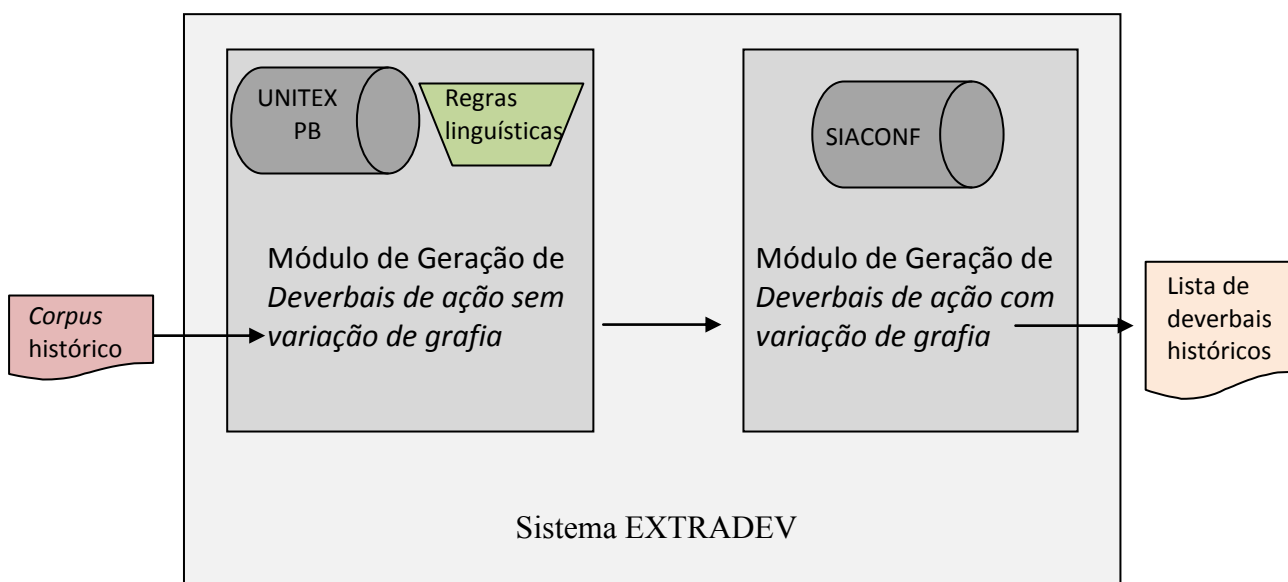 Corpus
histórico
UNITEX
PB
Regras
linguísticas
Módulo de Geração de
Deverbais de ação sem
variação de grafia
SIACONF
Módulo de Geração de
Deverbais de ação com
variação de grafia
Lista de
deverbais
históricos
Sistema EXTRADEV